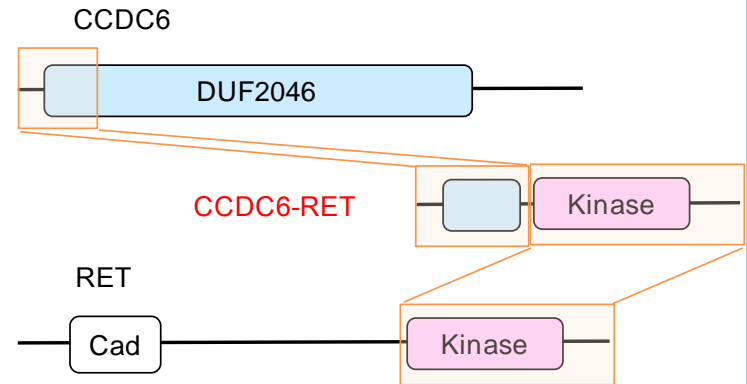 CCDC6
DUF2046
CCDC6-RET
Kinase
RET
Cad
Kinase